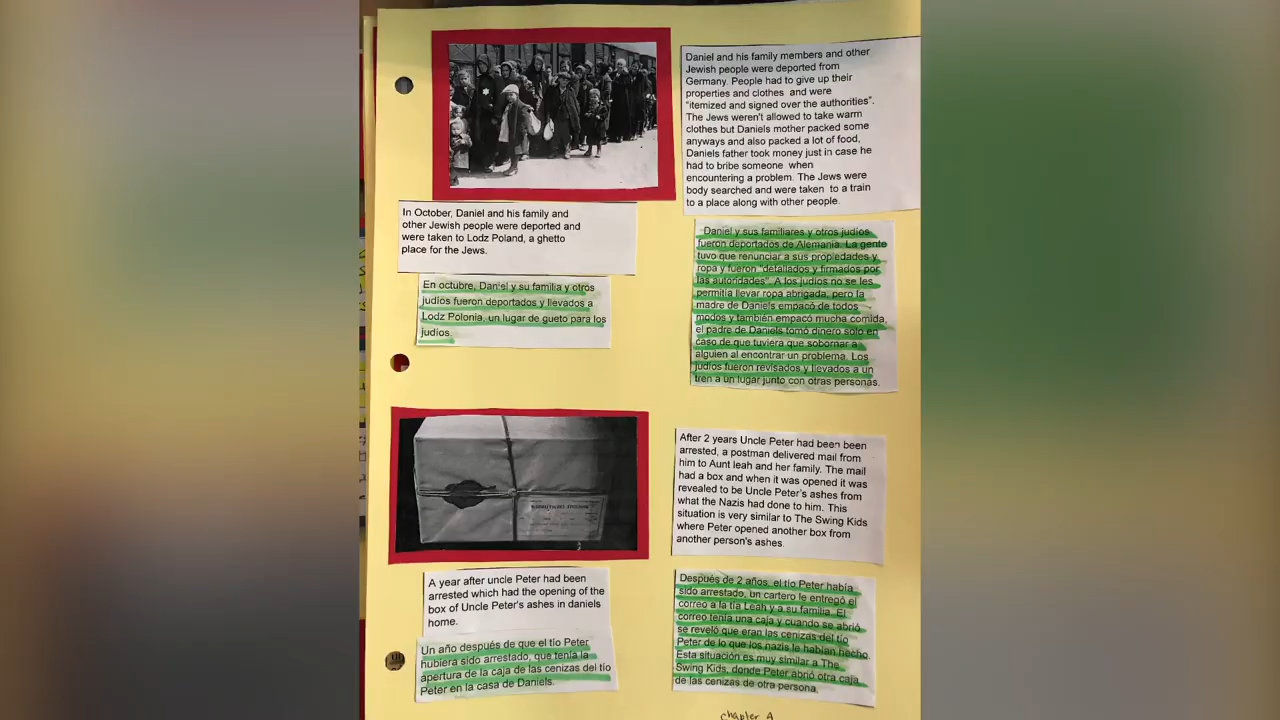 Daniel and his family members and other
Jewish people were deported from
Germany. People had to give up their
properties and clothes and were
"itemized and signed over the authorities".
The Jews weren't allowed to take warm
clothes but Daniels mother packed some
anyways and also packed a lot of food,
Daniels father took money just in case he
had to bribe someone when
encountering a problem. The Jews were
body searched and were taken to a train
to a place along with other people.
In October, Daniel and his family and
other Jewish people were deported and
were taken to Lodz Poland, a ghetto
place for the Jews.
Daniel y sus familiares y otros judíos
fueron deportados de Alemania. La gente
tuvo que renunciar a sus propiedades y
ropa y fueron "detallados y firmados por
las autoridades". A los judíos no se les
permitía llevar ropa abrigada, pero la
madre de Daniels empacó de todos
modos y también empacó mucha comida,
el padre de Daniels tomó dinero solo en
caso de que tuviera que sobornar a
alguien al encontrar un problema. Los
judíos fueron revisados y llevados a un
tren a un lugar junto con otras personas.
En octubre, Daniel y su familia y otros
judíos fueron deportados y llevados a
Lodz Polonia, un lugar de gueto para los
judíos.
After 2 years Uncle Peter had been been
arrested, a postman delivered mail from
him to Aunt leah and her family. The mail
had a box and when it was opened it was
revealed to be Uncle Peter's ashes from
what the Nazis had done to him. This
situation is very similar to The Swing Kids
where Peter opened another box from
another person's ashes.
A year after uncle Peter had been
arrested which had the opening of the
box of Uncle Peter's ashes in daniels
home.
Un año después de que el tío Peter
hubiera sido arrestado, que tenía la
apertura de la caja de las cenizas del tío
Peter en la casa de Daniels.
Después de 2 años, el tío Peter había
sido arrestado, un cartero le entregó el
correo a la tía Leah y a su familia. El
correo tenía una caja y cuando se abrió
se reveló que eran las cenizas del tío
Peter de lo que los nazis le habían hecho
Esta situación es muy similar a The
Swing Kids, donde Peter abrió otra caja
de las cenizas de otra persona.
chapter 4